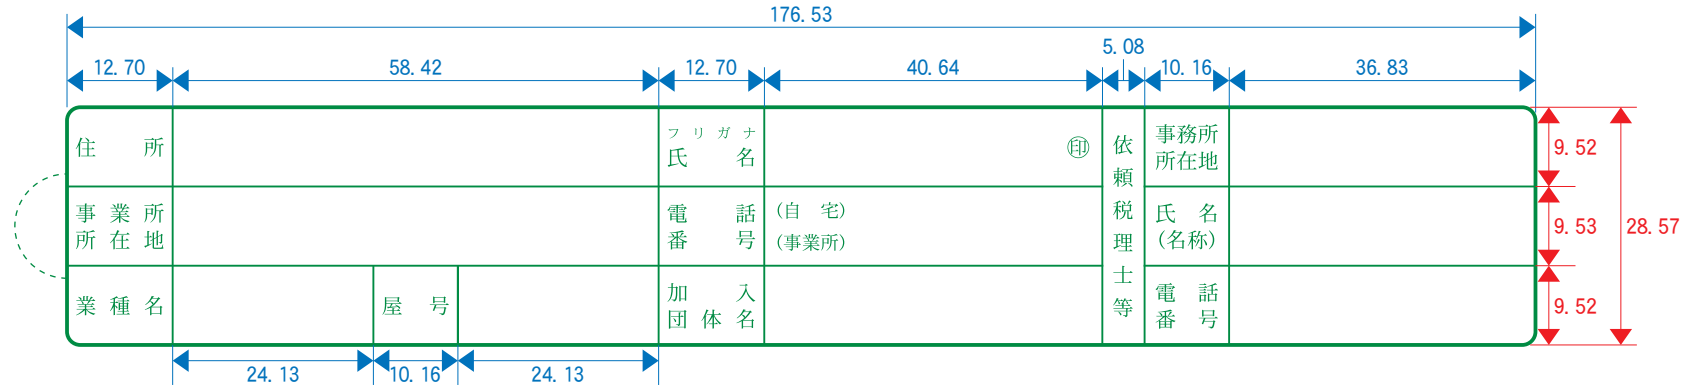 176.53
12.70
58.42
12.70
40.64
5.08
10.16
36.83
住所
フリガナ
氏名
㊞
依頼税理士等
事務所
所在地
9.52
事業所
所在地
電話
番号
(自 宅)
(事業所)
氏名
(名称)
9.53
28.57
業種名
屋号
加入
団体名
電話
番号
9.52
24.13
10.16
24.13